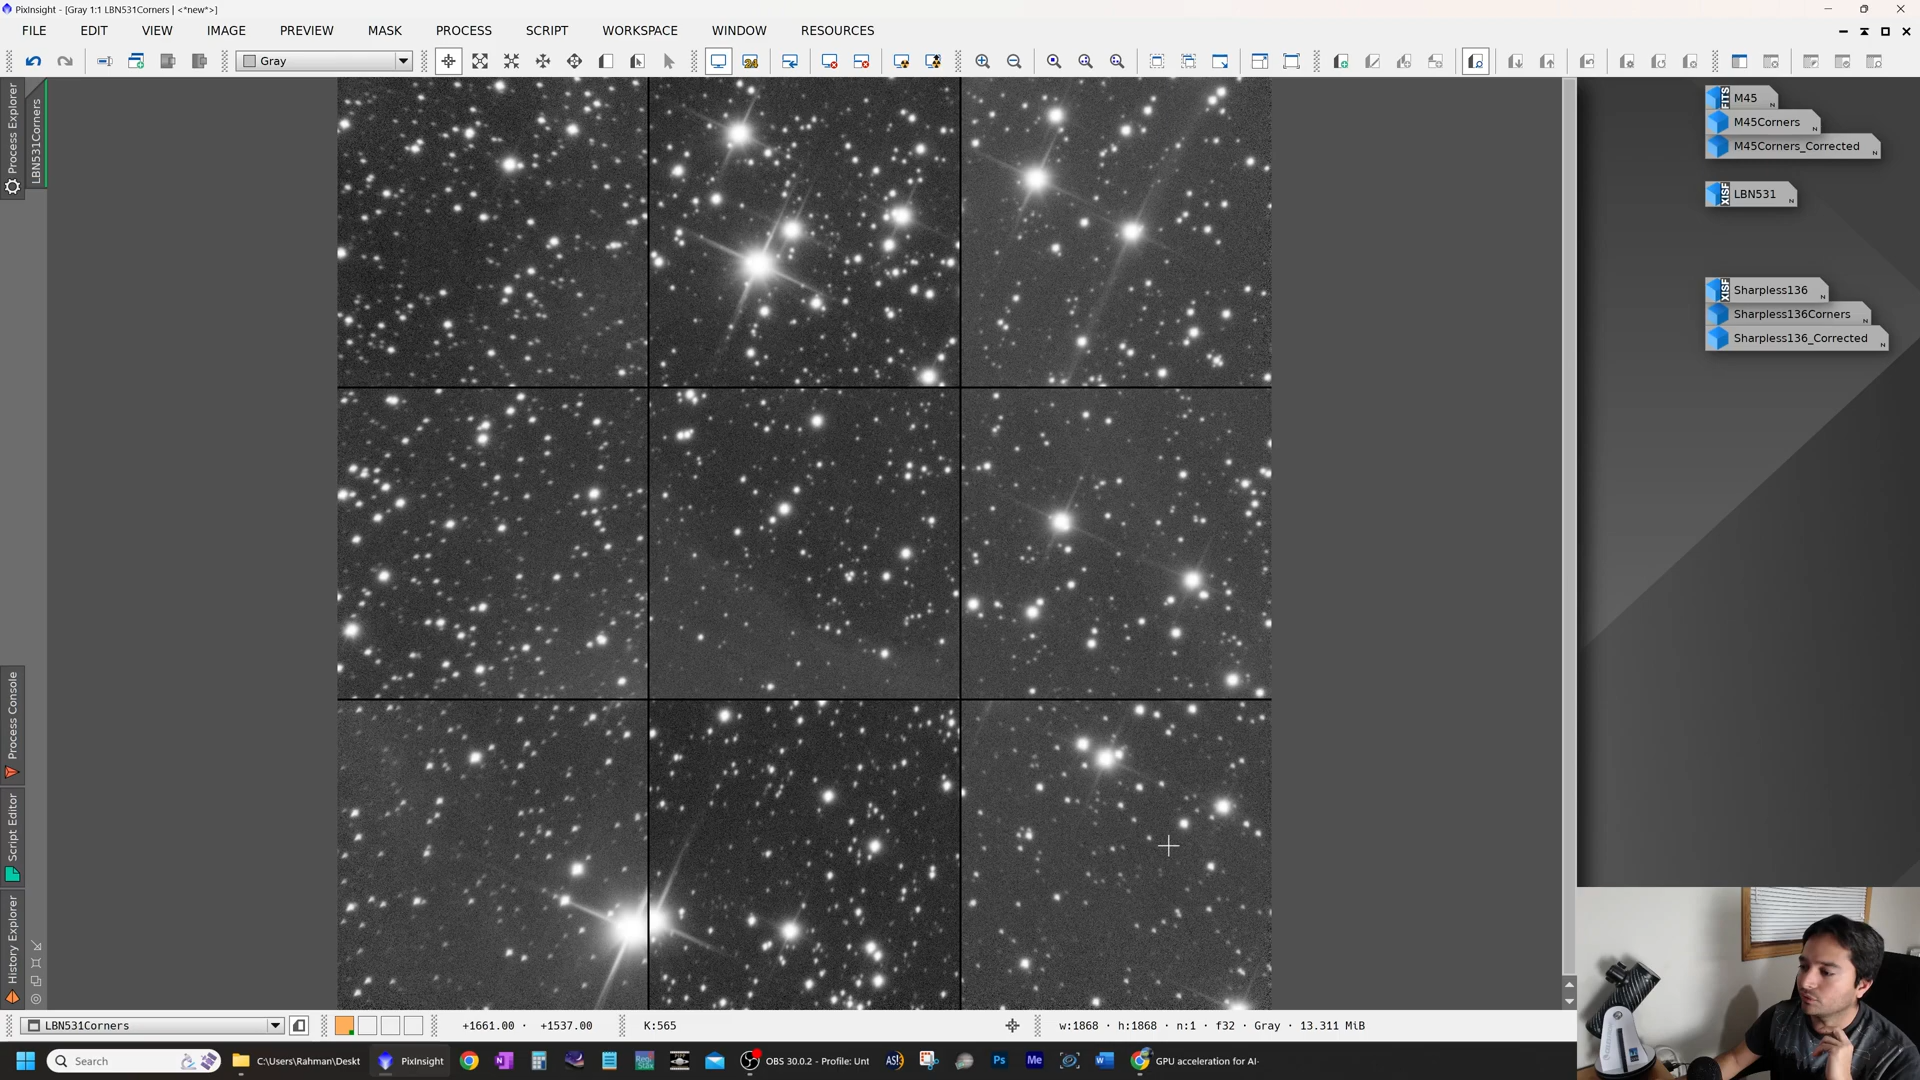 PixInsight - [Gray 1:1 LBN531Corners | <*new*>]
FILE EDIT VIEW IMAGE PREVIEW MASK PROCESS SCRIPT WORKSPACE WINDOW RESOURCES
Gray
Process Explorer
LBN531Corners
Process Console
Script Editor
History Explorer
FITS M45 N
M45Corners N
M45Corners_Corrected N
XISF LBN531 N
XISF Sharpless136 N
Sharpless136Corners N
Sharpless136_Corrected N
LBN531Corners
+1661.00 · +1537.00
K:565
w:1868 · h:1868 · n:1 · f32 · Gray · 13.311 MiB
Search
C:\Users\Rahman\Deskt
PixInsight
OBS 30.0.2 - Profile: Unt
GPU acceleration for AI-